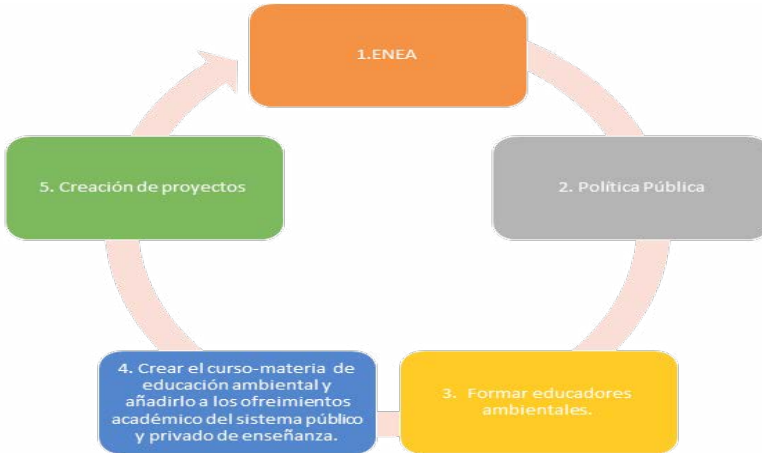 1.ENEA
2. Política Pública
3. Formar educadores
ambientales.
4. Crear el curso-materia de
educación ambiental y
añadirlo a los ofreimientos
académico del sistema público
y privado de enseñanza.
5. Creación de proyectos